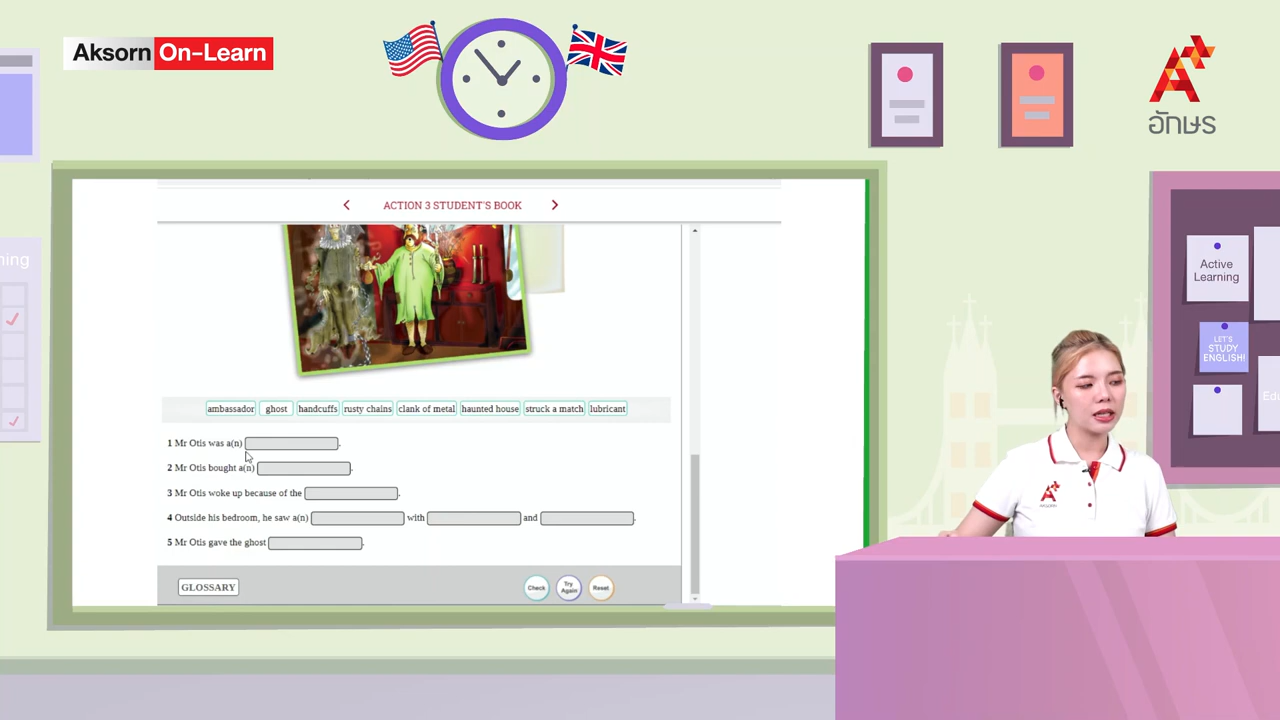 Aksorn On-Learn
อักษร
ning
ACTION 3 STUDENT'S BOOK
Active
Learning
LET'S
STUDY
ENGLISH!
Edu
ambassador ghost handcuffs rusty chains clank of metal haunted house struck a match lubricant
1 Mr Otis was a(n) .
2 Mr Otis bought a(n) .
3 Mr Otis woke up because of the .
4 Outside his bedroom, he saw a(n) with and .
5 Mr Otis gave the ghost .
GLOSSARY
Check
Try
Again
Reset